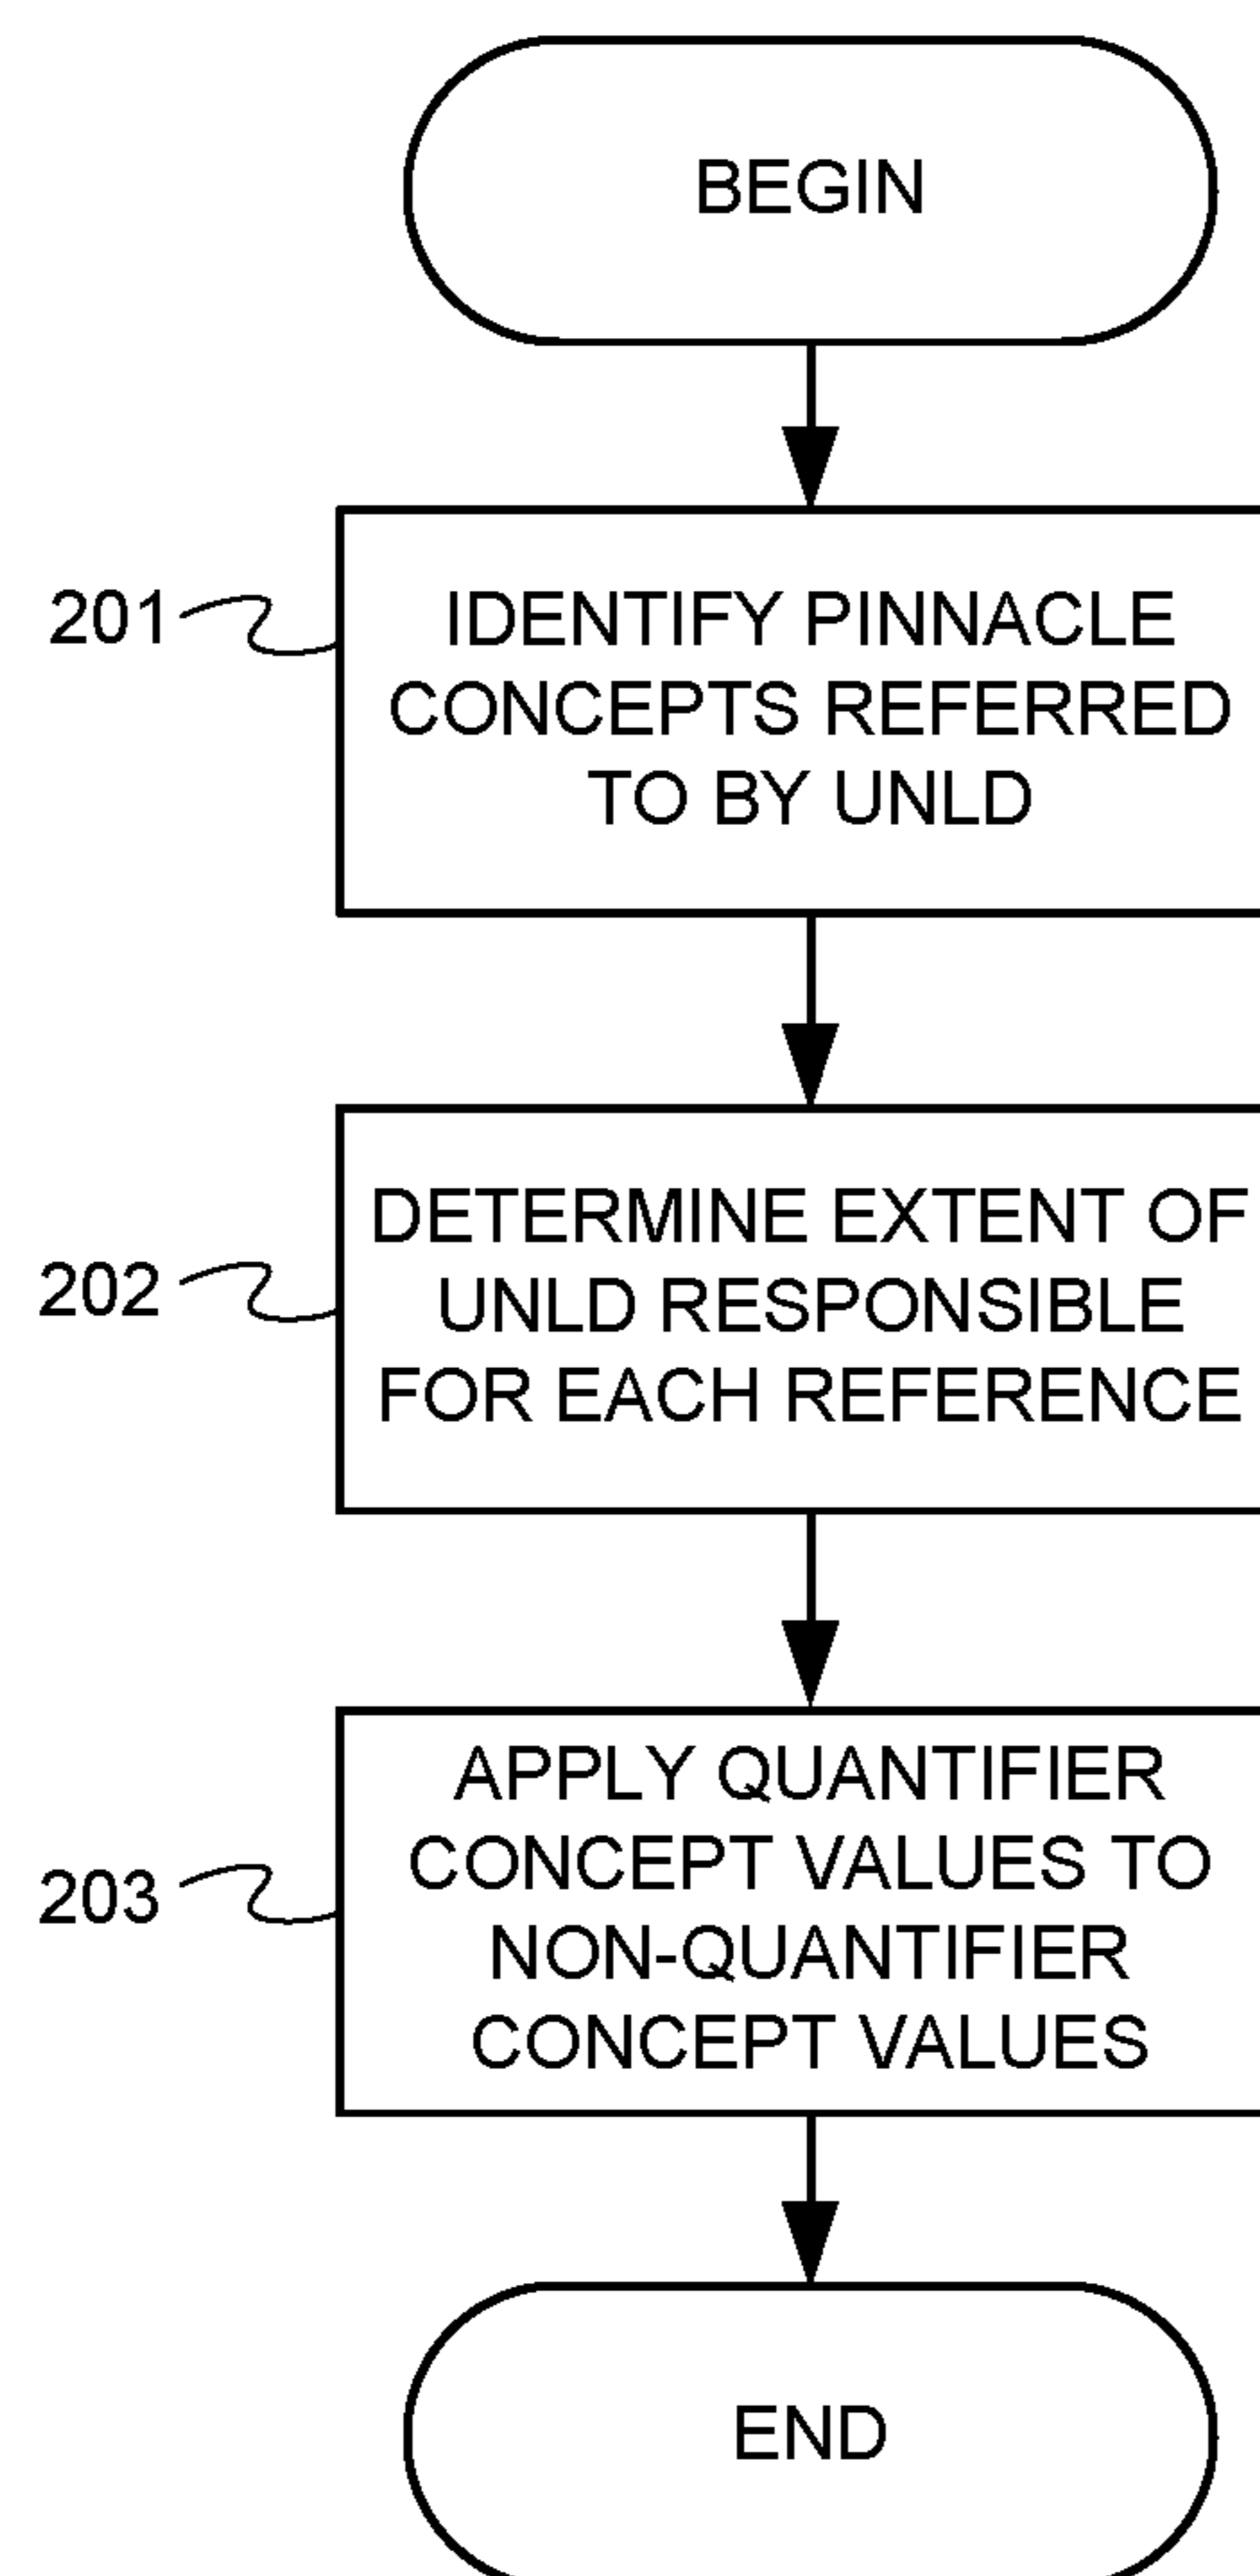 BEGIN
201
IDENTIFY PINNACLE
CONCEPTS REFERRED
TO BY UNLD
202
DETERMINE EXTENT OF
UNLD RESPONSIBLE
FOR EACH REFERENCE
203
APPLY QUANTIFIER
CONCEPT VALUES TO
NON-QUANTIFIER
CONCEPT VALUES
END